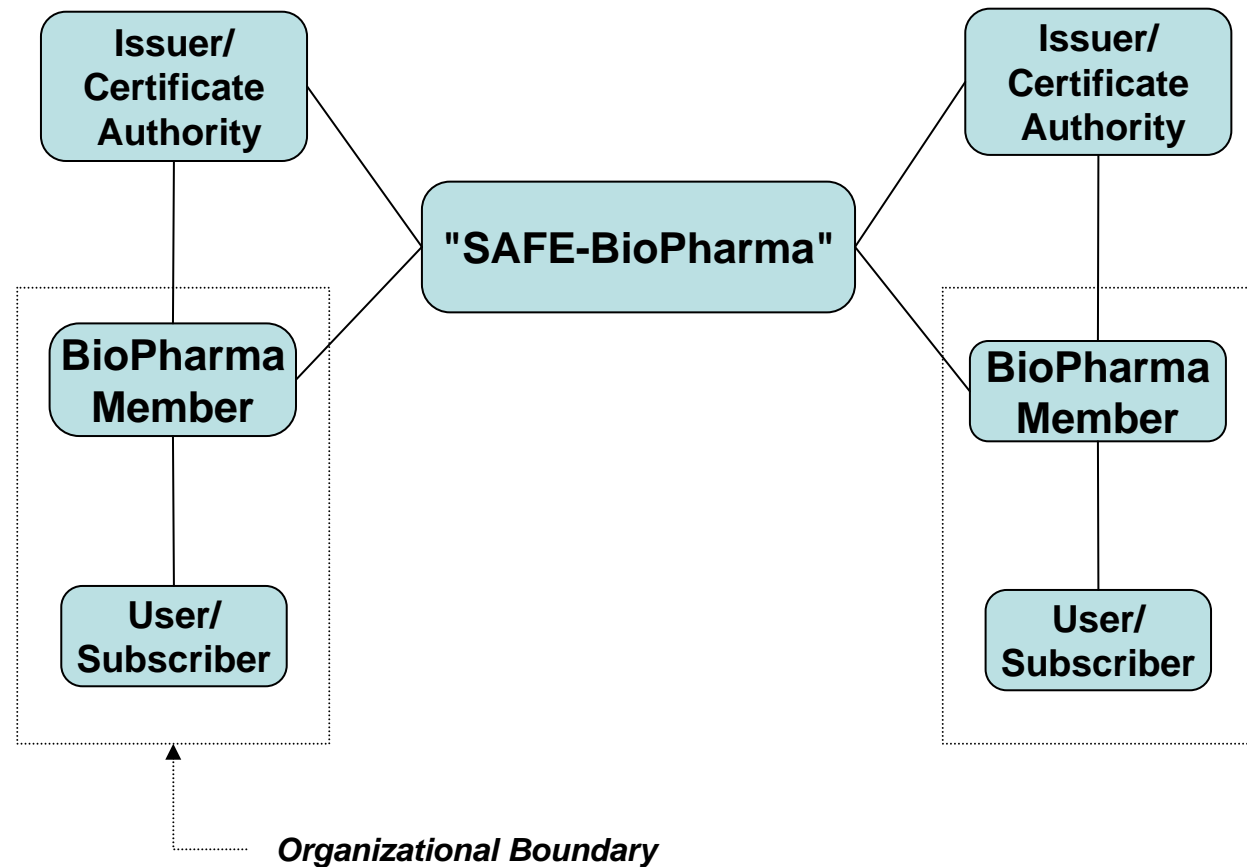 Issuer/
Certificate
Authority
Issuer/
Certificate
Authority
"SAFE-BioPharma"
BioPharma
Member
BioPharma
Member
User/
Subscriber
User/
Subscriber
Organizational Boundary